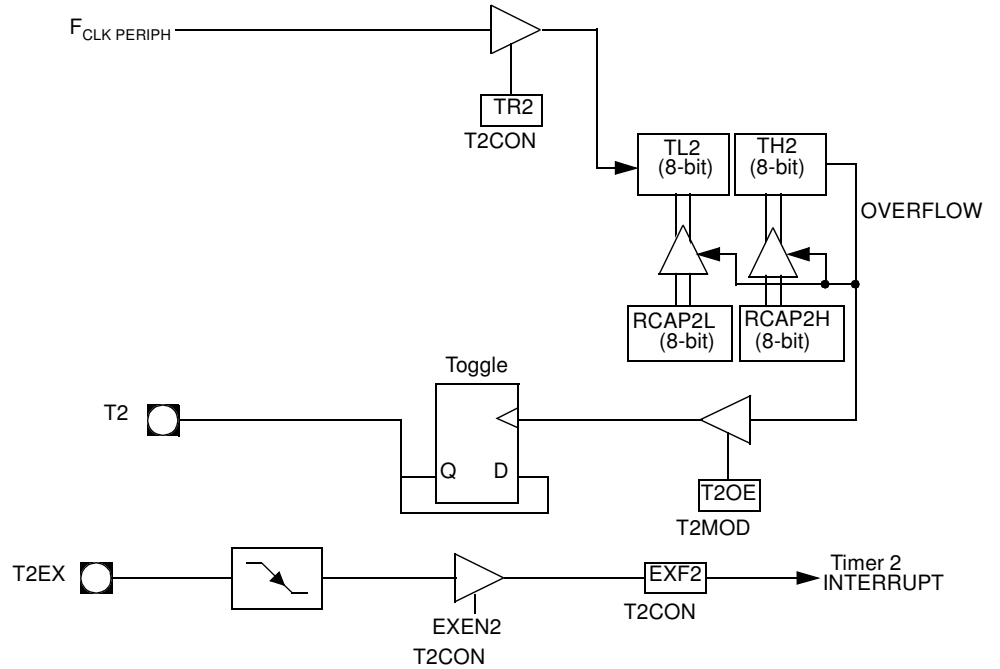 FCLK PERIPH
TR2
T2CON
TL2
(8-bit)
TH2
(8-bit)
OVERFLOW
RCAP2L
(8-bit)
RCAP2H
(8-bit)
Toggle
T2
Q
D
T2OE
T2MOD
T2EX
EXEN2
T2CON
EXF2
T2CON
Timer 2
INTERRUPT